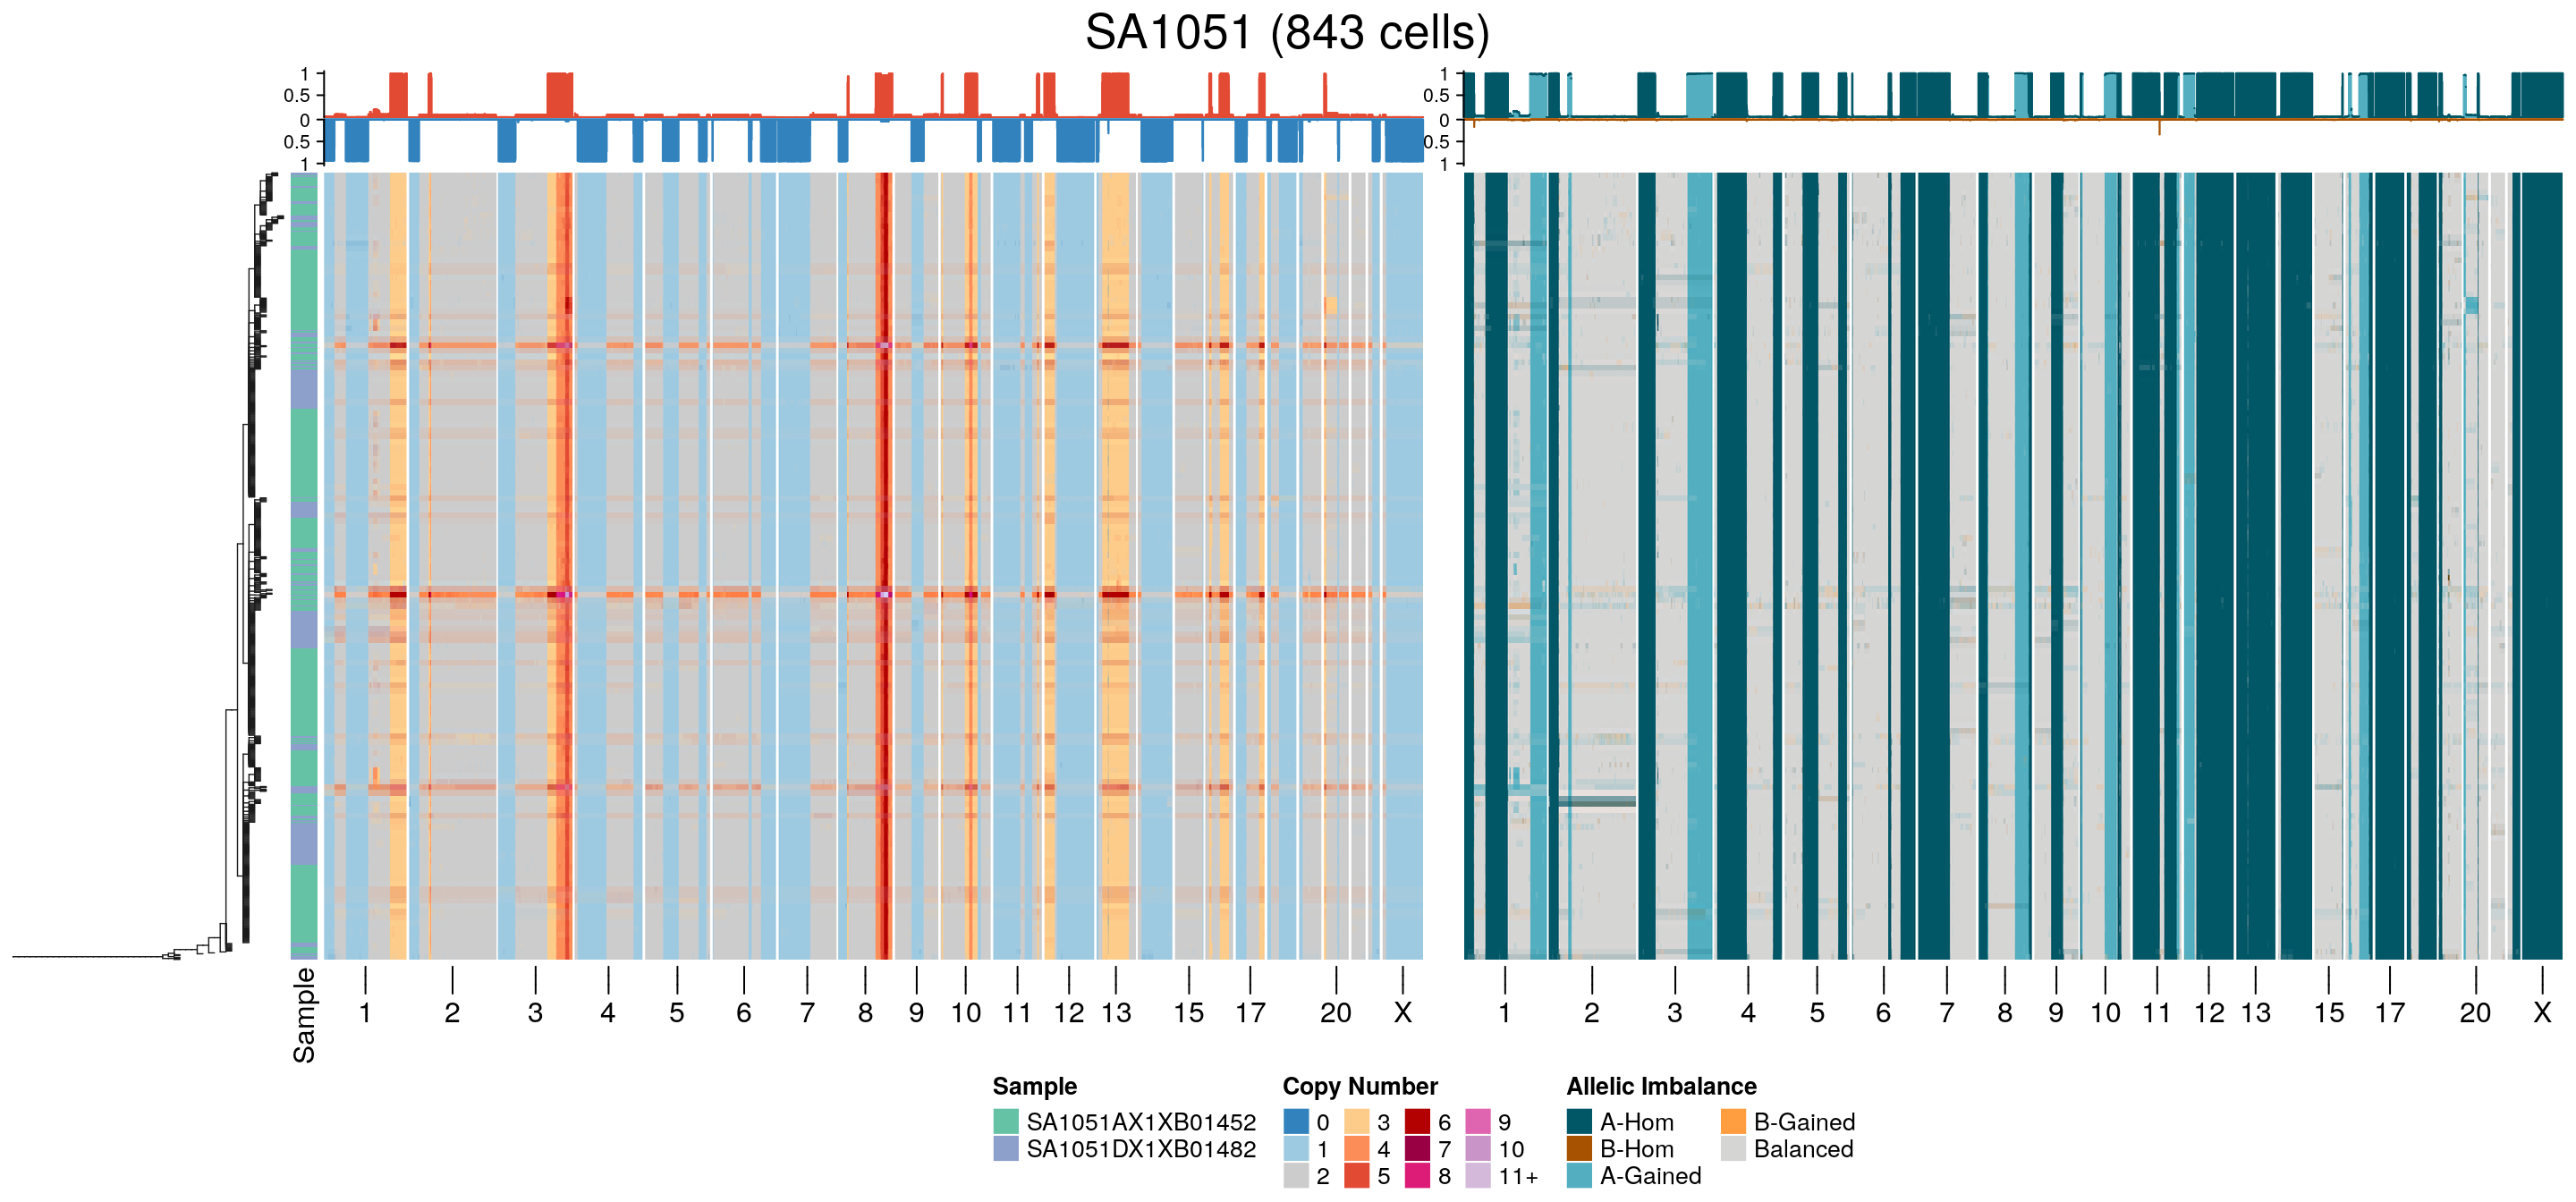 SA1051 (843 cells)
1
0.5
0
0.5
1
1
0.5
0
0.5
1
Sample
1 2 3 4 5 6 7 8 9 10 11 12 13 15 17 20 X
1 2 3 4 5 6 7 8 9 10 11 12 13 15 17 20 X
Sample
SA1051AX1XB01452
SA1051DX1XB01482
Copy Number
0 3 6 9
1 4 7 10
2 5 8 11+
Allelic Imbalance
A-Hom B-Gained
B-Hom Balanced
A-Gained